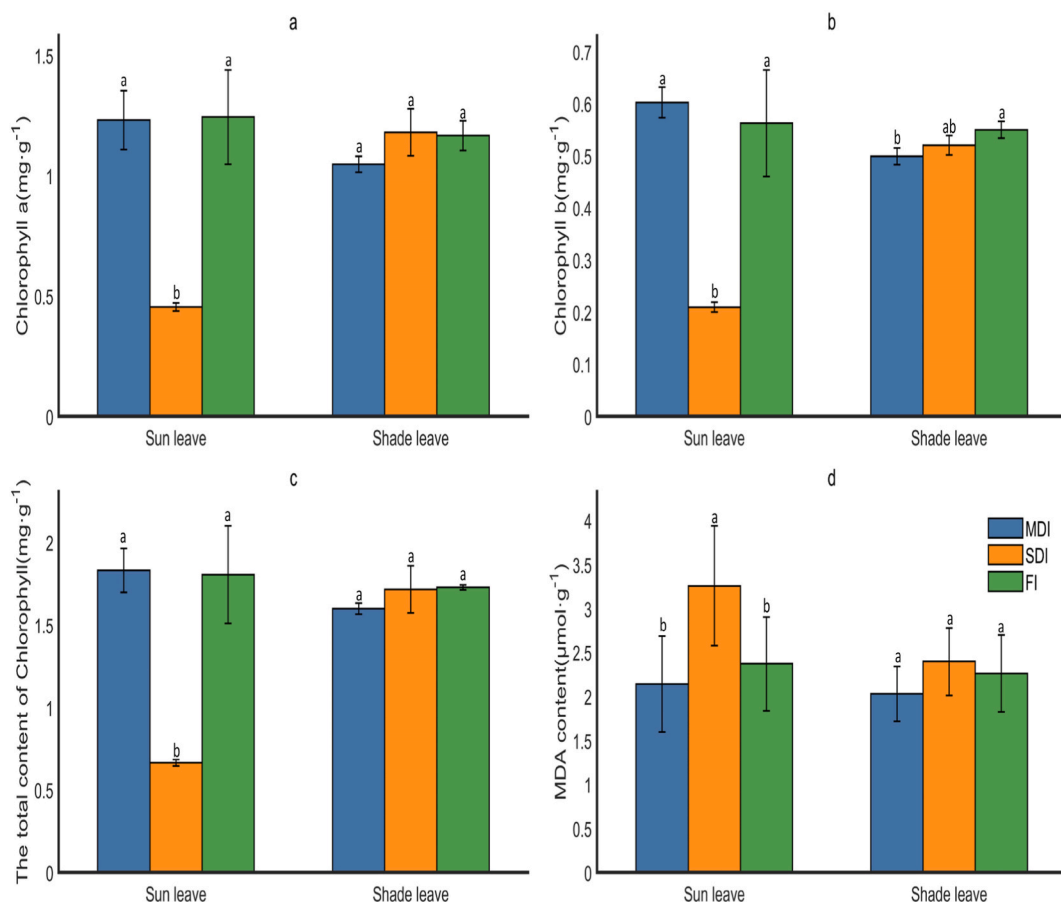 a
Chlorophyll a(mg·g⁻¹)
1.5
1
0.5
0
a
b
a
a
a
a
Sun leave
Shade leave
b
Chlorophyll b(mg·g⁻¹)
0.7
0.6
0.5
0.4
0.3
0.2
0.1
0
a
b
a
b
ab
a
Sun leave
Shade leave
c
The total content of Chlorophyll(mg·g⁻¹)
2
1.5
1
0.5
0
a
b
a
a
a
a
Sun leave
Shade leave
d
MDA content(μmol·g⁻¹)
4
3.5
3
2.5
2
1.5
1
0.5
0
b
a
b
a
a
a
MDI
SDI
FI
Sun leave
Shade leave